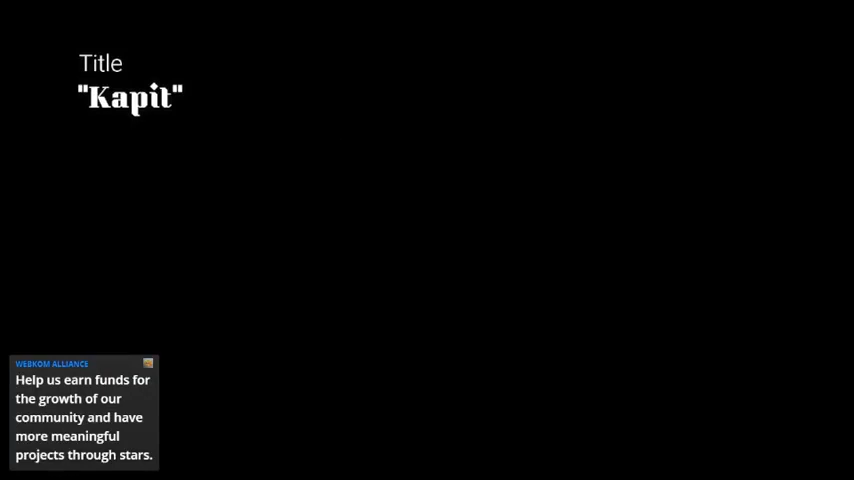 Title
"Kapit"
WEBKOM ALLIANCE
Help us earn funds for
the growth of our
community and have
more meaningful
projects through stars.